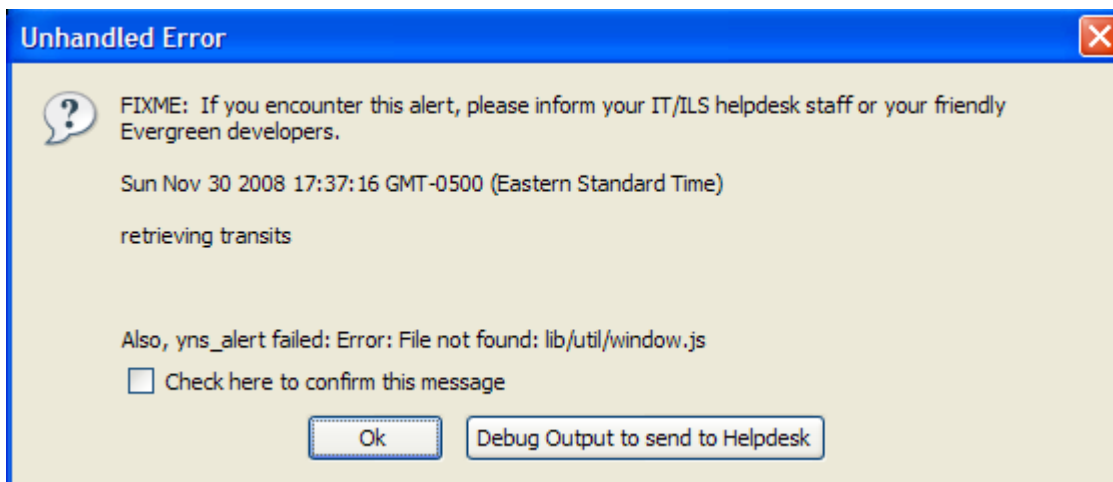 Unhandled Error
FIXME: If you encounter this alert, please inform your IT/ILS helpdesk staff or your friendly
Evergreen developers.
Sun Nov 30 2008 17:37:16 GMT-0500 (Eastern Standard Time)
retrieving transits
Also, yns_alert failed: Error: File not found: lib/util/window.js
Check here to confirm this message
Ok
Debug Output to send to Helpdesk